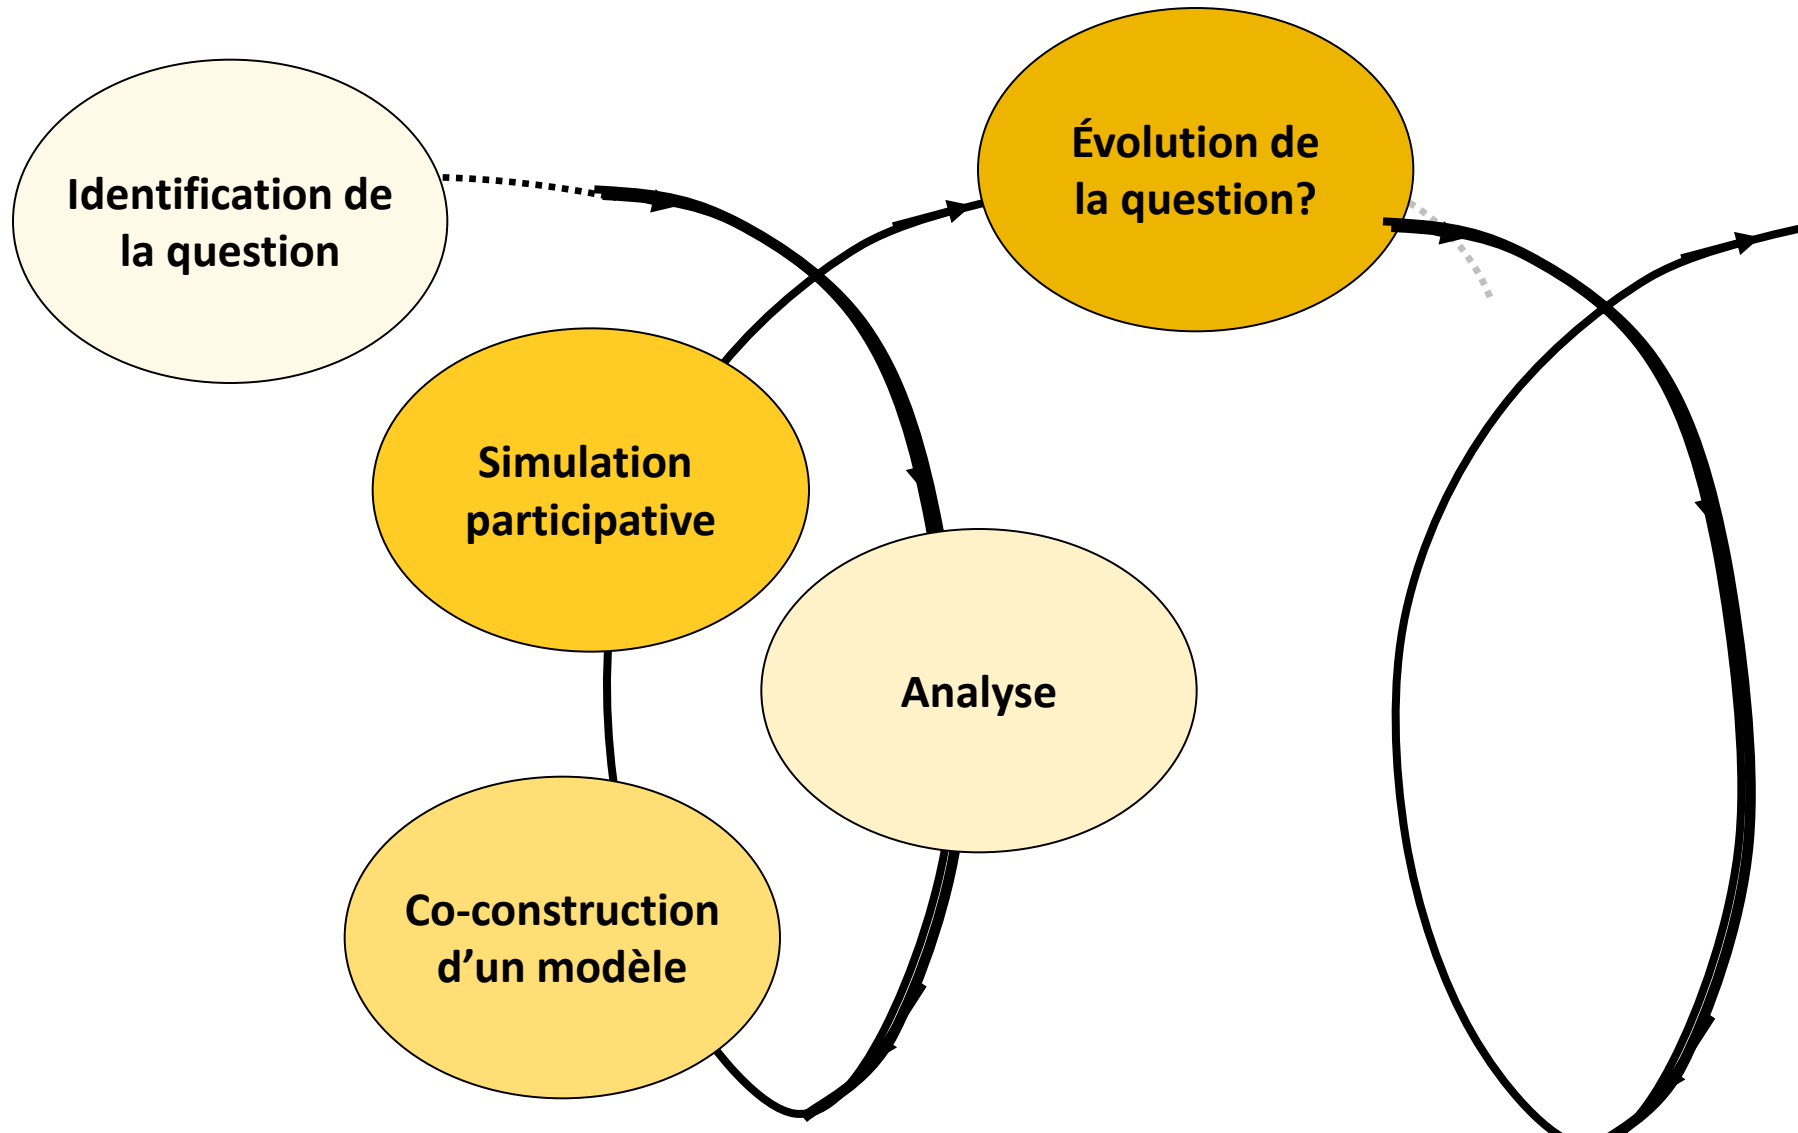 Identification de
la question
Évolution de
la question?
Simulation
participative
Analyse
Co-construction
d’un modèle